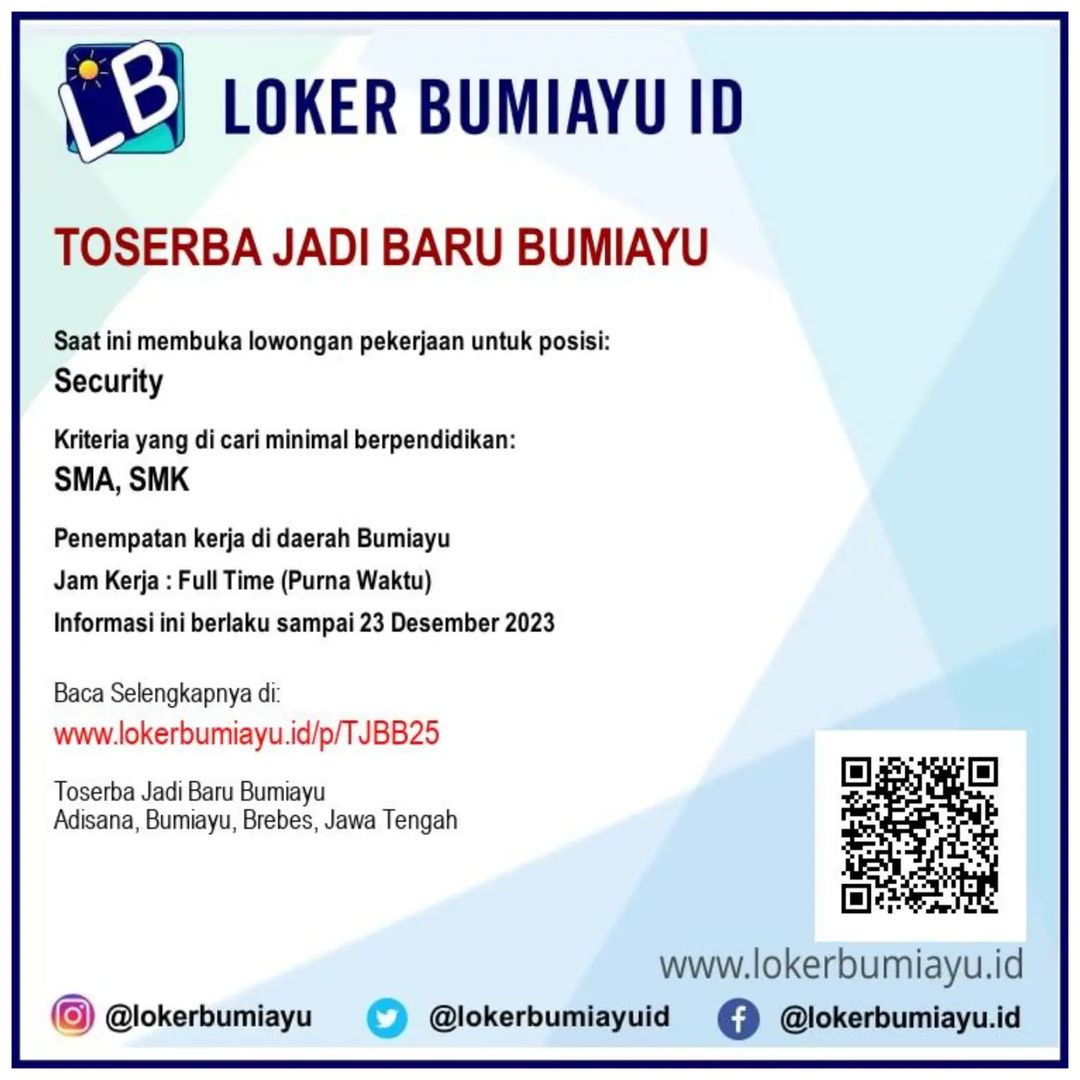 LB
LOKER BUMIAYU ID
TOSERBA JADI BARU BUMIAYU
Saat ini membuka lowongan pekerjaan untuk posisi:
Security
Kriteria yang di cari minimal berpendidikan:
SMA, SMK
Penempatan kerja di daerah Bumiayu
Jam Kerja : Full Time (Purna Waktu)
Informasi ini berlaku sampai 23 Desember 2023
Baca Selengkapnya di:
www.lokerbumiayu.id/p/TJBB25
Toserba Jadi Baru Bumiayu
Adisana, Bumiayu, Brebes, Jawa Tengah
www.lokerbumiayu.id
@lokerbumiayu @lokerbumiayuid @lokerbumiayu.id